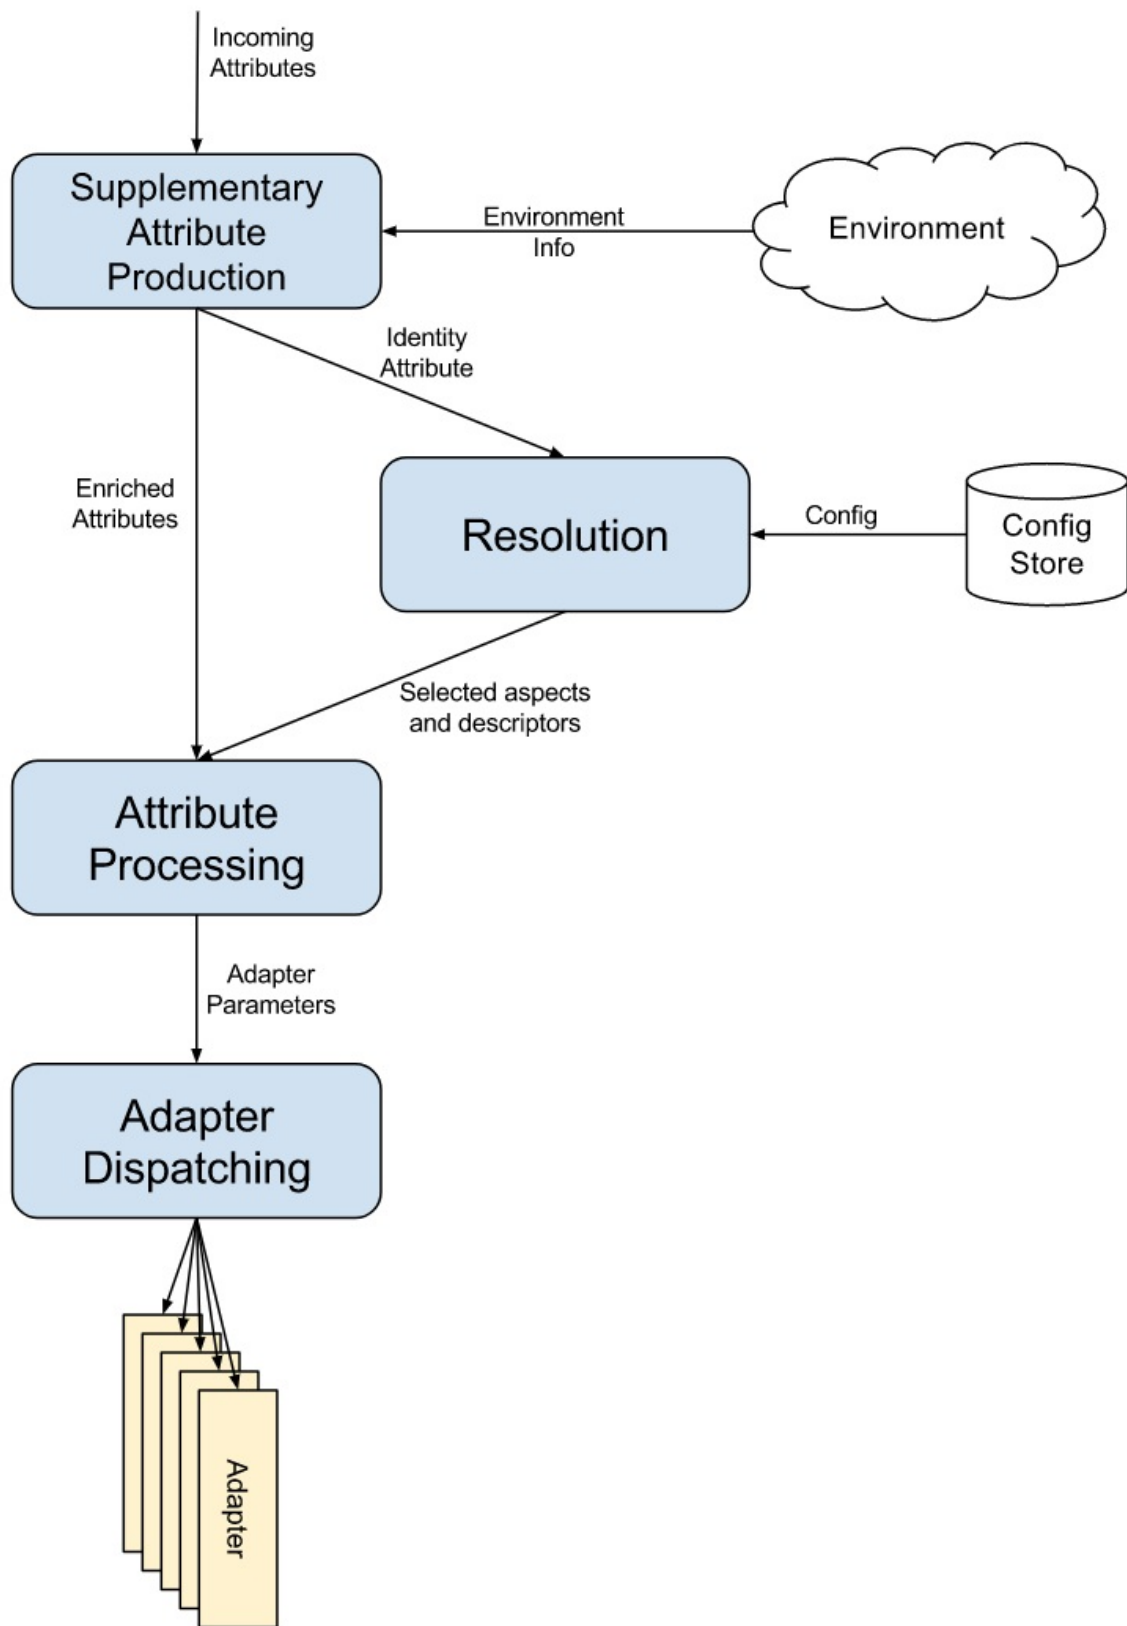 Incoming
Attributes
Supplementary
Attribute
Production
Environment
Info
Environment
Identity
Attribute
Enriched
Attributes
Resolution
Config
Config
Store
Selected aspects
and descriptors
Attribute
Processing
Adapter
Parameters
Adapter
Dispatching
Adapter